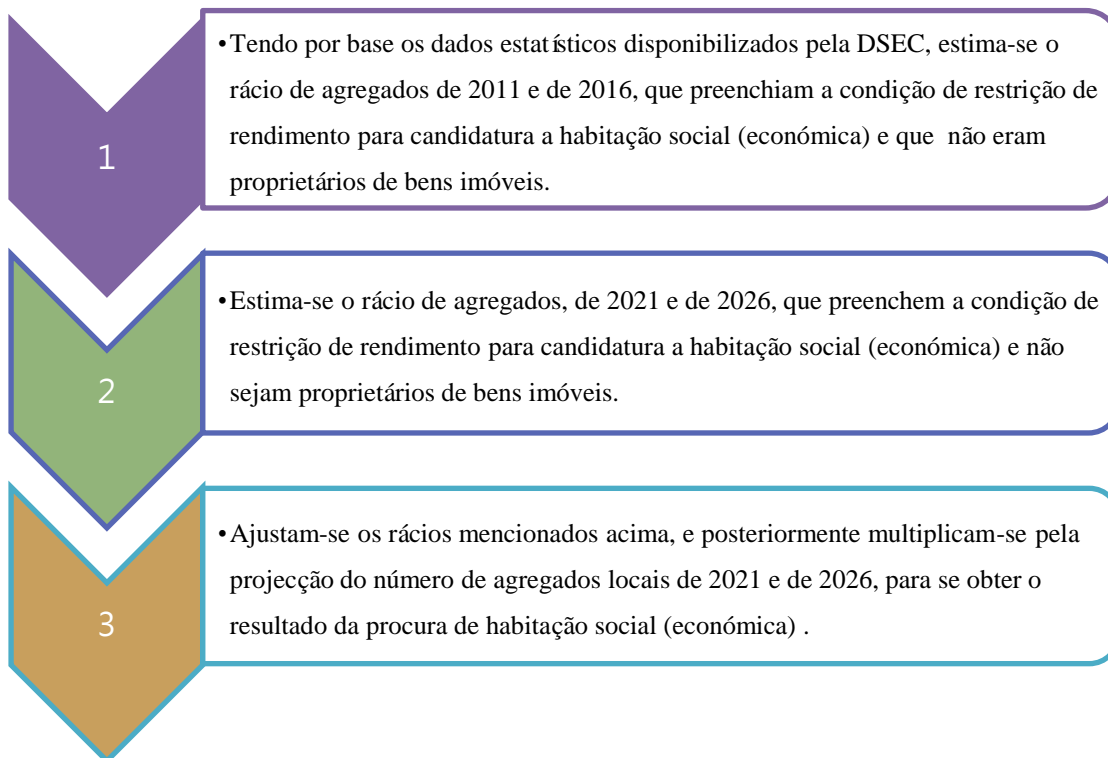 1
•Tendo por base os dados estatísticos disponibilizados pela DSEC, estima-se o
rácio de agregados de 2011 e de 2016, que preenchiam a condição de restrição de
rendimento para candidatura a habitação social (económica) e que não eram
proprietários de bens imóveis.
2
•Estima-se o rácio de agregados, de 2021 e de 2026, que preenchem a condição de
restrição de rendimento para candidatura a habitação social (económica) e não
sejam proprietários de bens imóveis.
3
•Ajustam-se os rácios mencionados acima, e posteriormente multiplicam-se pela
projecção do número de agregados locais de 2021 e de 2026, para se obter o
resultado da procura de habitação social (económica) .